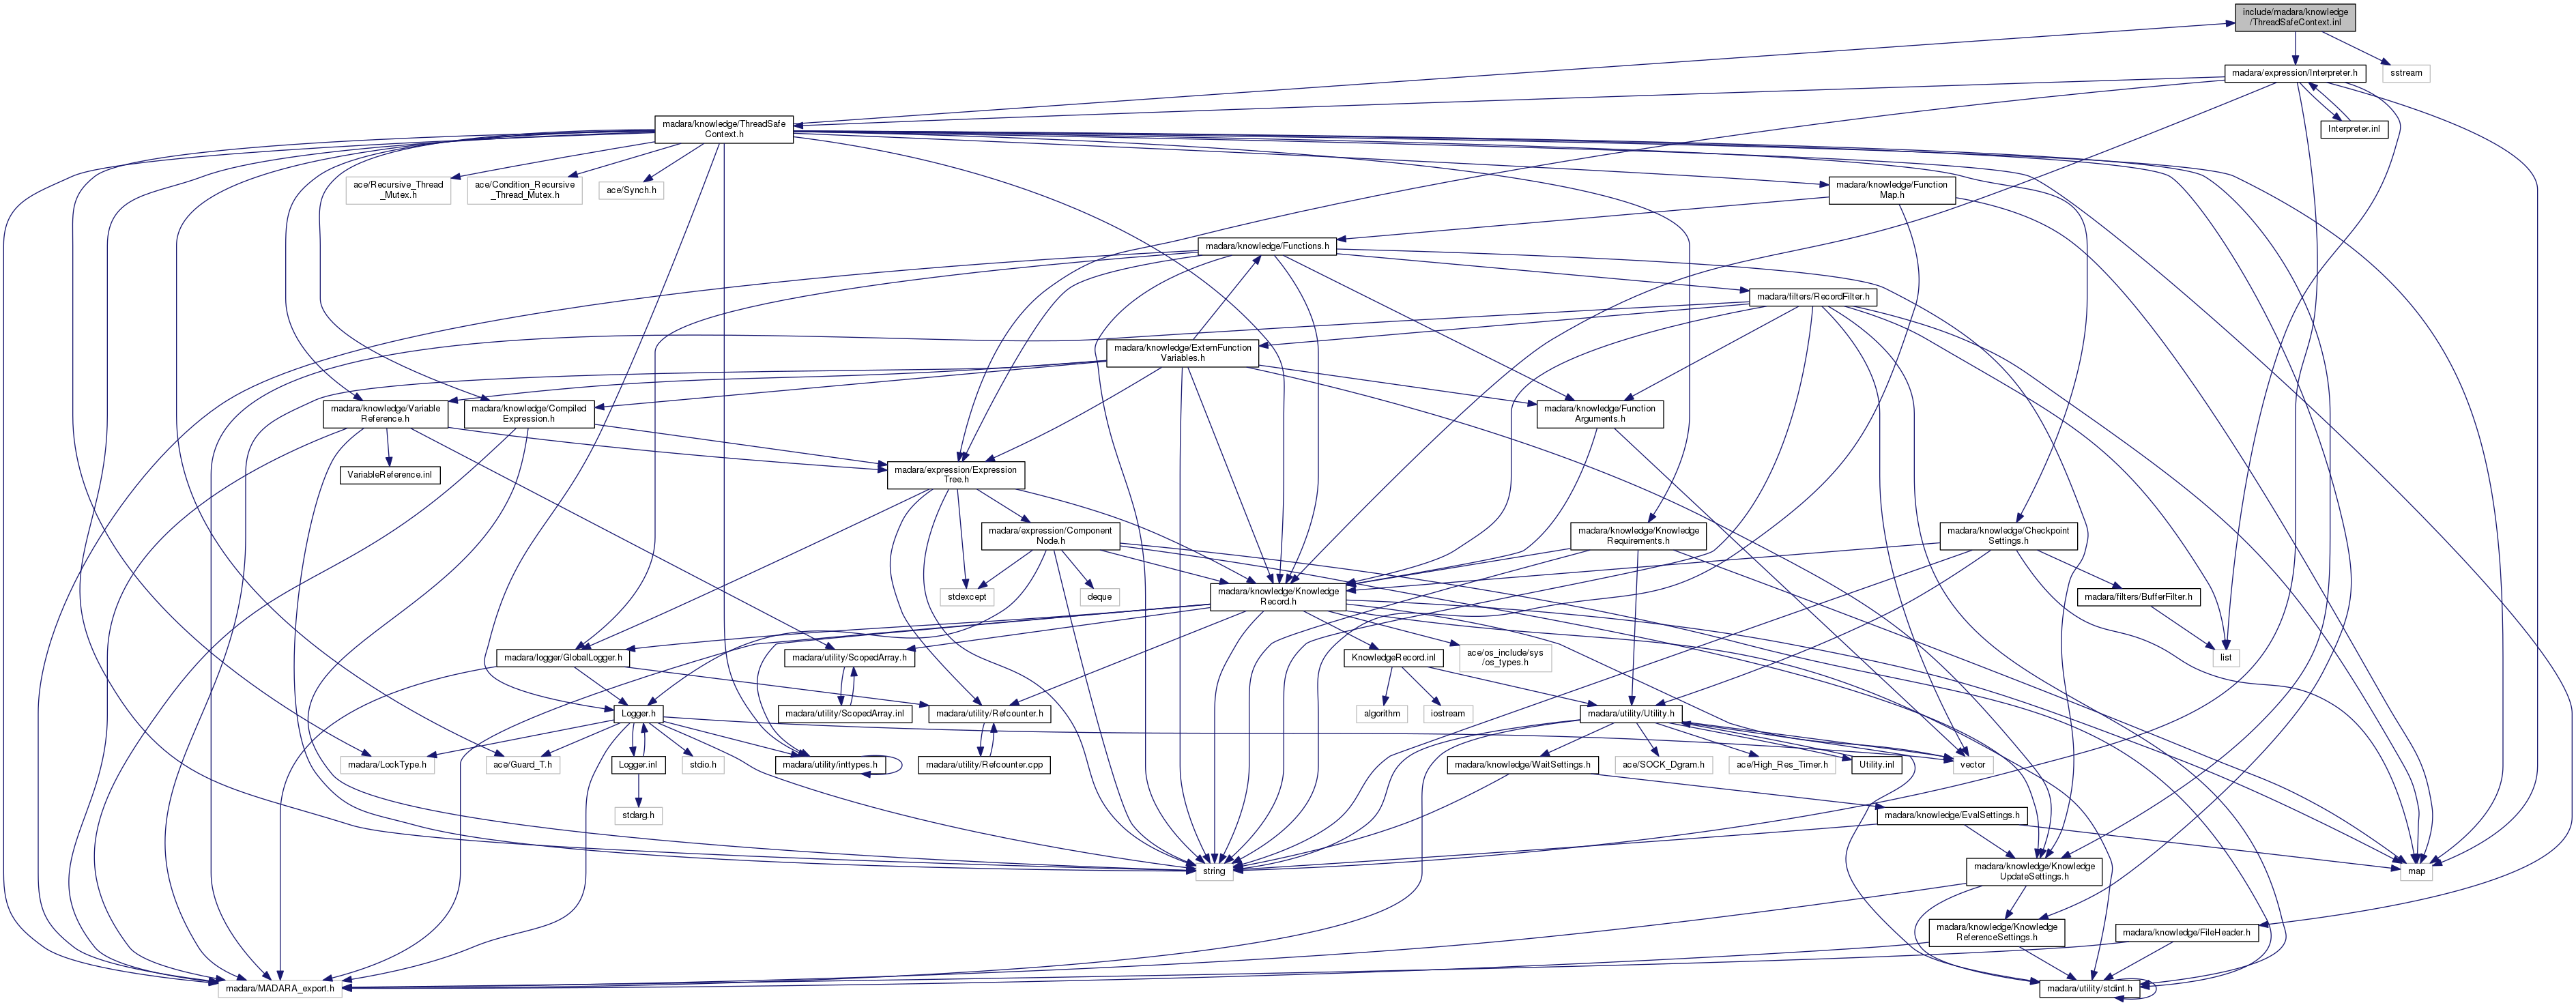 include/madara/knowledge
/ThreadSafeContext.inl
madara/expression/Interpreter.h
sstream
madara/knowledge/ThreadSafe
Context.h
Interpreter.inl
ace/Recursive_Thread
_Mutex.h
ace/Condition_Recursive
_Thread_Mutex.h
ace/Synch.h
madara/knowledge/Function
Map.h
madara/knowledge/Functions.h
madara/filters/RecordFilter.h
madara/knowledge/ExternFunction
Variables.h
madara/knowledge/Variable
Reference.h
madara/knowledge/Compiled
Expression.h
madara/knowledge/Function
Arguments.h
VariableReference.inl
madara/expression/Expression
Tree.h
madara/expression/Component
Node.h
madara/knowledge/Knowledge
Requirements.h
madara/knowledge/Checkpoint
Settings.h
stdexcept
deque
madara/knowledge/Knowledge
Record.h
madara/filters/BufferFilter.h
madara/logger/GlobalLogger.h
madara/utility/ScopedArray.h
KnowledgeRecord.inl
ace/os_include/sys
/os_types.h
list
Logger.h
madara/utility/ScopedArray.inl
madara/utility/Refcounter.h
algorithm
iostream
madara/utility/Utility.h
madara/LockType.h
ace/Guard_T.h
Logger.inl
stdio.h
madara/utility/inttypes.h
madara/utility/Refcounter.cpp
madara/knowledge/WaitSettings.h
ace/SOCK_Dgram.h
ace/High_Res_Timer.h
Utility.inl
vector
stdarg.h
madara/knowledge/EvalSettings.h
string
madara/knowledge/Knowledge
UpdateSettings.h
map
madara/knowledge/Knowledge
ReferenceSettings.h
madara/knowledge/FileHeader.h
madara/MADARA_export.h
madara/utility/stdint.h